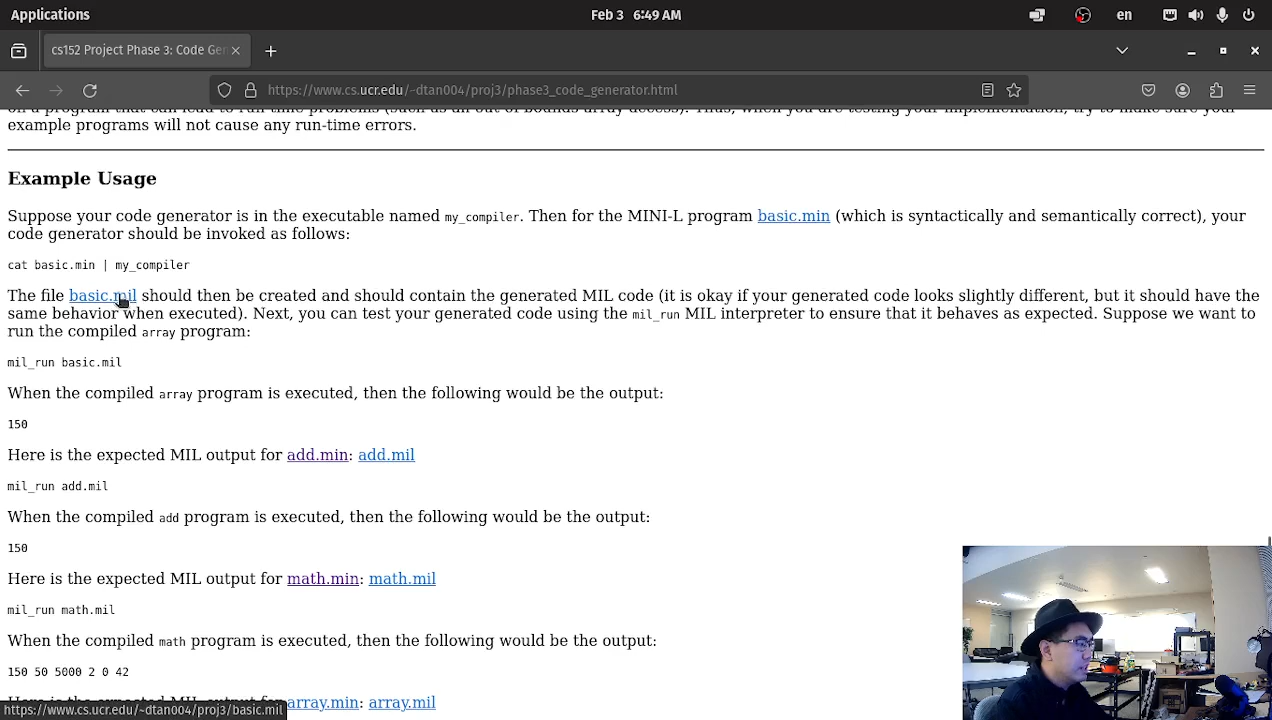 Applications
Feb 3 6:49 AM
en
cs152 Project Phase 3: Code Ge
https://www.cs.ucr.edu/~dtan004/proj3/phase3_code_generator.html
example programs will not cause any run-time errors.
Example Usage
Suppose your code generator is in the executable named my_compiler. Then for the MINI-L program basic.min (which is syntactically and semantically correct), your
code generator should be invoked as follows:
cat basic.min | my_compiler
The file basic.mil should then be created and should contain the generated MIL code (it is okay if your generated code looks slightly different, but it should have the
same behavior when executed). Next, you can test your generated code using the mil_run MIL interpreter to ensure that it behaves as expected. Suppose we want to
run the compiled array program:
mil_run basic.mil
When the compiled array program is executed, then the following would be the output:
150
Here is the expected MIL output for add.min: add.mil
mil_run add.mil
When the compiled add program is executed, then the following would be the output:
150
Here is the expected MIL output for math.min: math.mil
mil_run math.mil
When the compiled math program is executed, then the following would be the output:
150 50 5000 2 0 42
Here is the expected MIL output for array.min: array.mil
https://www.cs.ucr.edu/~dtan004/proj3/basic.mil